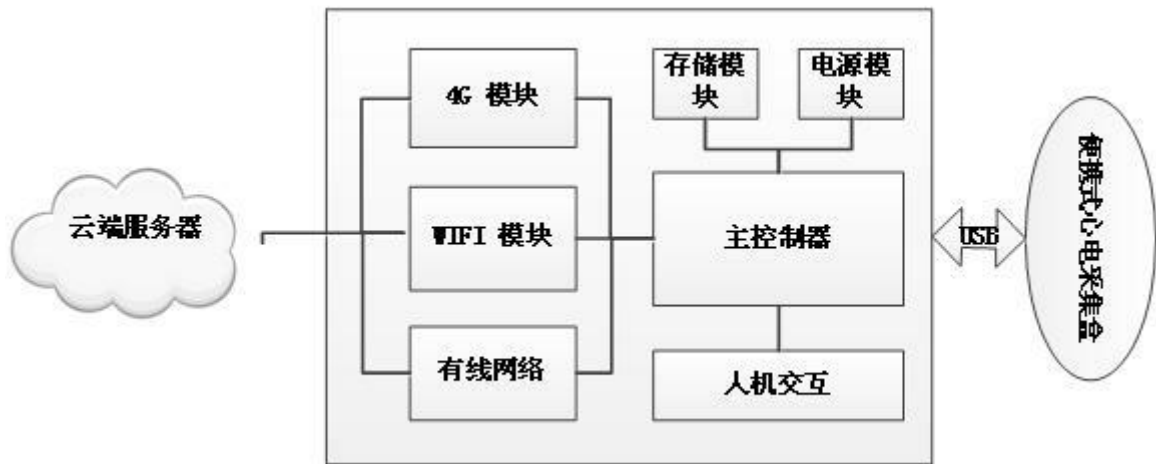 4G 模块
存储模
块
电源模
块
云端服务器
WIFI 模块
主控制器
USB
便携式心电采集盒
有线网络
人机交互